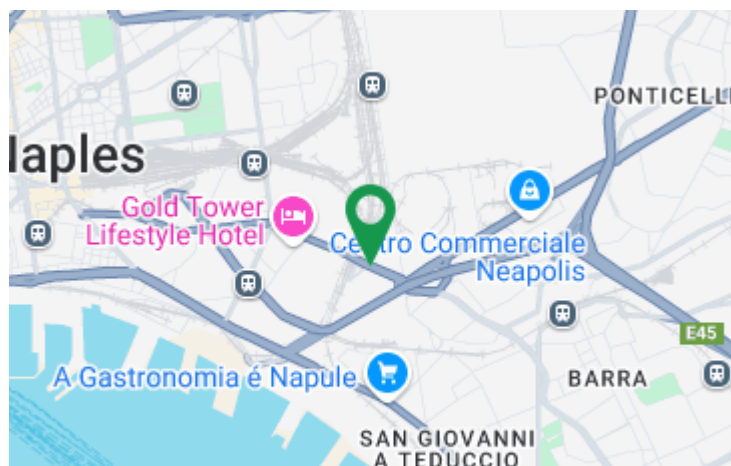 PONTICELLI
Naples
Gold Tower
Lifestyle Hotel
Centro Commerciale
Neapolis
E45
A Gastronomia é Napule
BARRA
SAN GIOVANNI
A TEDUCCIO